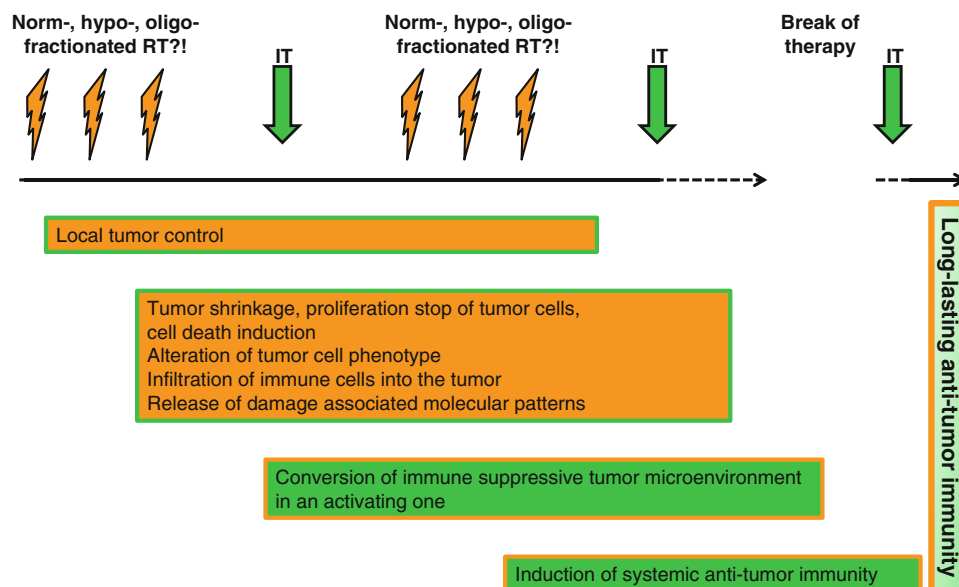 Norm-, hypo-, oligo-
fractionated RT?!
IT
Norm-, hypo-, oligo-
fractionated RT?!
IT
Break of
therapy
IT
Local tumor control
Tumor shrinkage, proliferation stop of tumor cells,
cell death induction
Alteration of tumor cell phenotype
Infiltration of immune cells into the tumor
Release of damage associated molecular patterns
Conversion of immune suppressive tumor microenvironment
in an activating one
Induction of systemic anti-tumor immunity
Long-lasting anti-tumor immunity